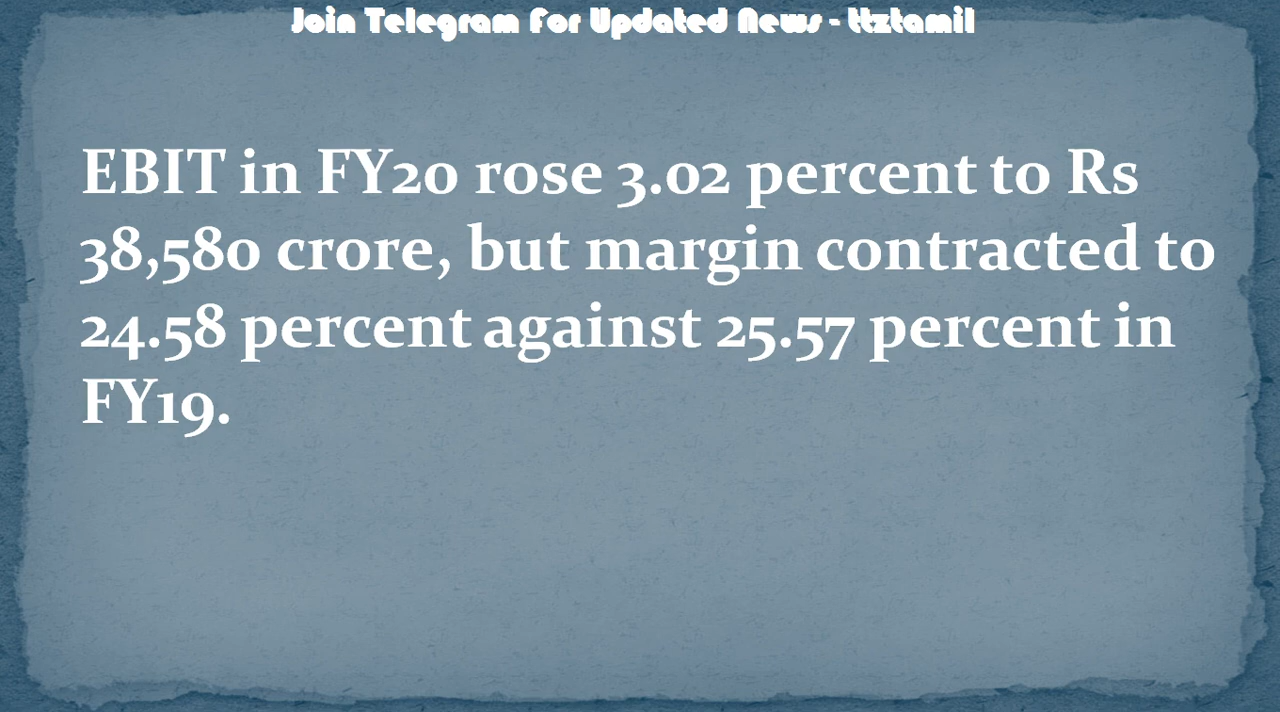 Join Telegram For Updated News - ttztamil
EBIT in FY20 rose 3.02 percent to Rs
38,580 crore, but margin contracted to
24.58 percent against 25.57 percent in
FY19.